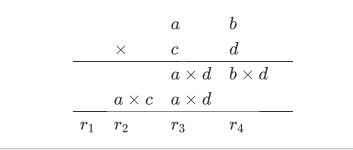 a b
× c d
a × d b × d
a × c a × d
r₁ r₂ r₃ r₄